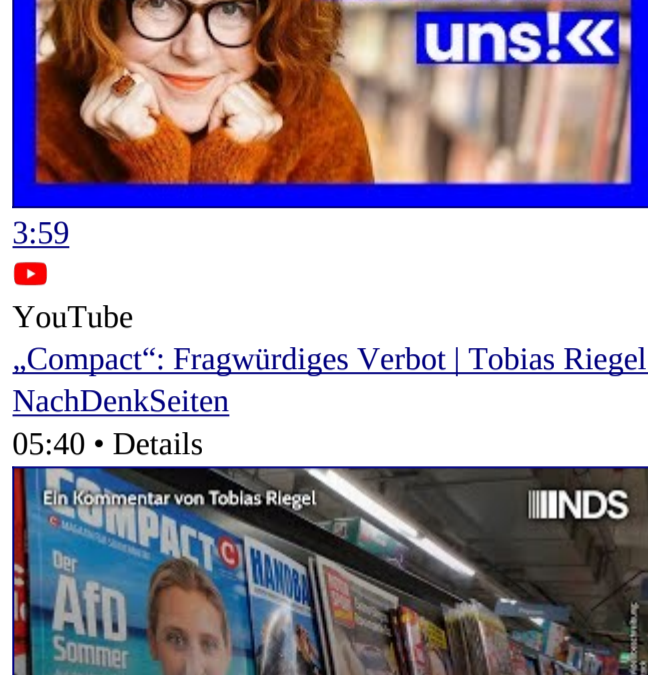 uns!«
3:59
YouTube
„Compact“: Fragwürdiges Verbot | Tobias Riegel
NachDenkSeiten
05:40 • Details
Ein Kommentar von Tobias Riegel
NDS
COMPACT
Der
AfD
Sommer
HANDBA